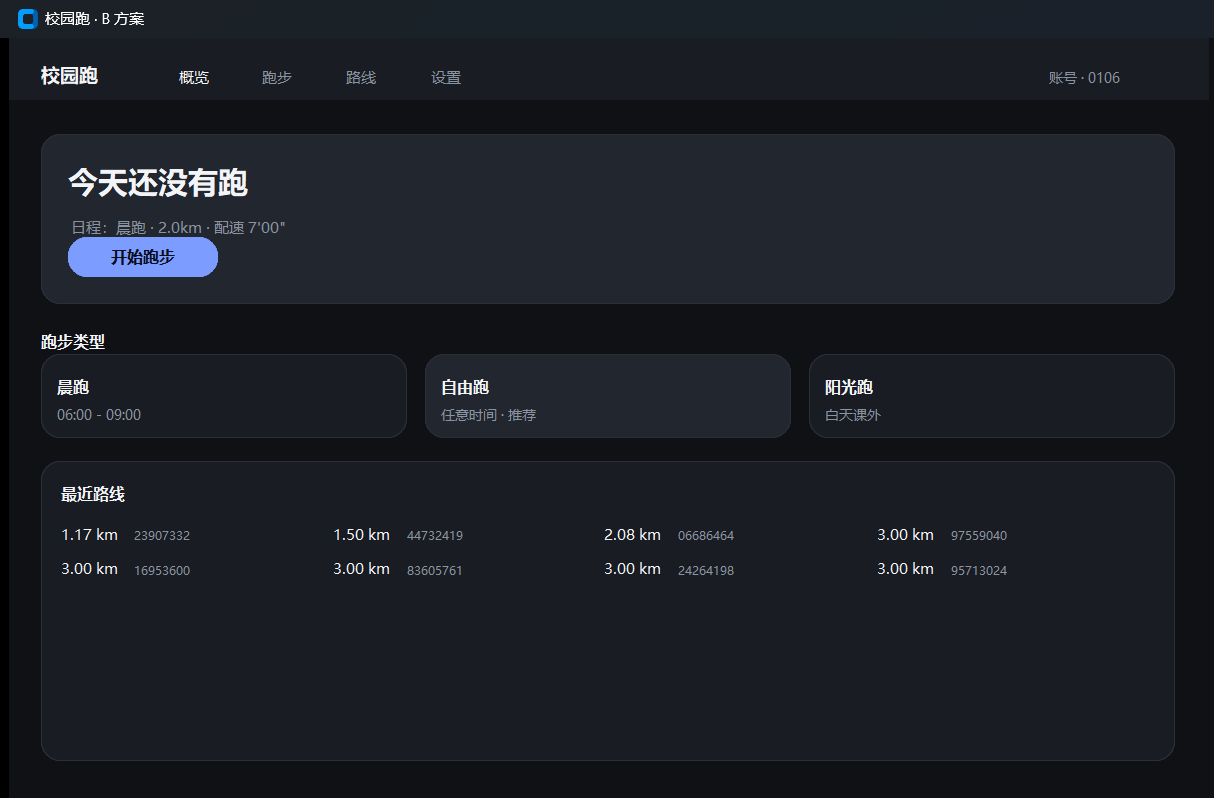 校园跑 · B 方案
校园跑 概览 跑步 路线 设置 账号 · 0106
今天还没有跑
日程：晨跑 · 2.0km · 配速 7'00"
开始跑步
跑步类型
晨跑
06:00 - 09:00
自由跑
任意时间 · 推荐
阳光跑
白天课外
最近路线
1.17 km 23907332 1.50 km 44732419 2.08 km 06686464 3.00 km 97559040
3.00 km 16953600 3.00 km 83605761 3.00 km 24264198 3.00 km 95713024